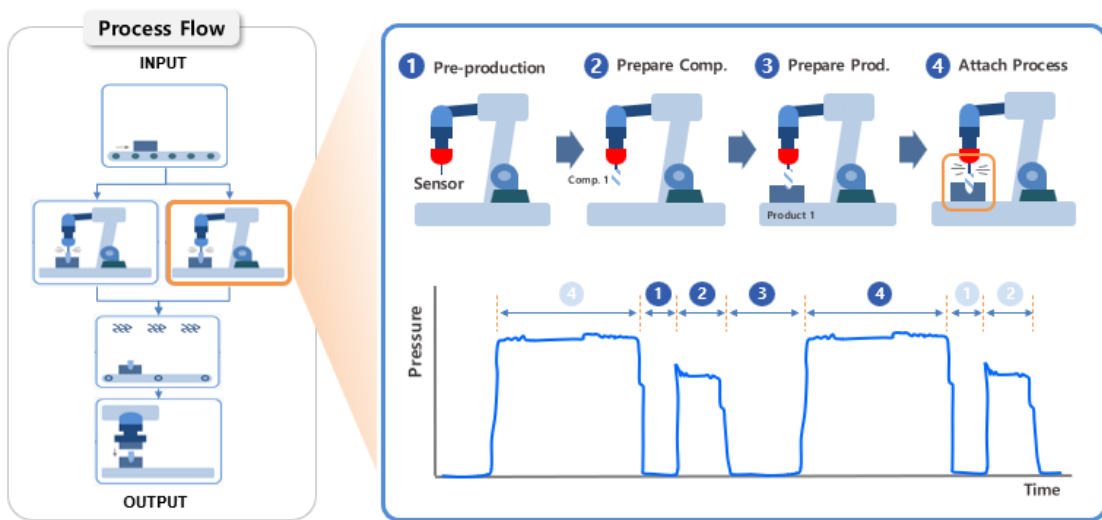 Process Flow
INPUT
OUTPUT
1 Pre-production
2 Prepare Comp.
3 Prepare Prod.
4 Attach Process
Sensor
Comp. 1
Product 1
4 1 2 3 4 1 2
Pressure
Time